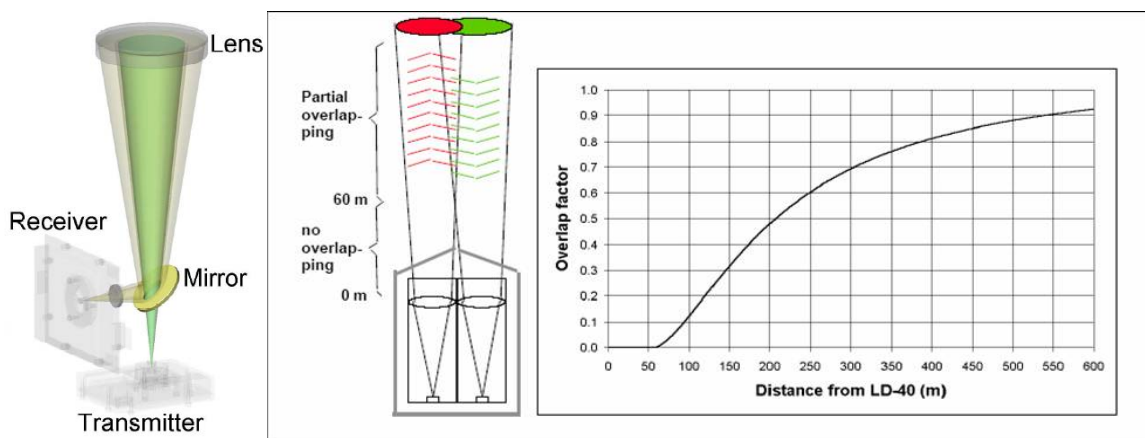 Lens
Receiver
Mirror
Transmitter
Partial
overlap-
ping
60 m
no
overlap-
ping
0 m
Overlap factor
1.0
0.9
0.8
0.7
0.6
0.5
0.4
0.3
0.2
0.1
0.0
0 50 100 150 200 250 300 350 400 450 500 550 600
Distance from LD-40 (m)